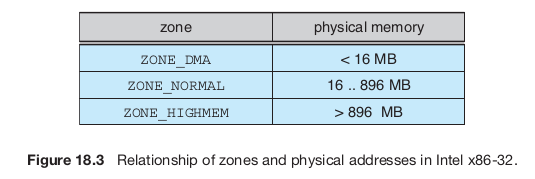 zone physical memory
ZONE_DMA < 16 MB
ZONE_NORMAL 16 .. 896 MB
ZONE_HIGHMEM > 896 MB
Figure 18.3 Relationship of zones and physical addresses in Intel x86-32.